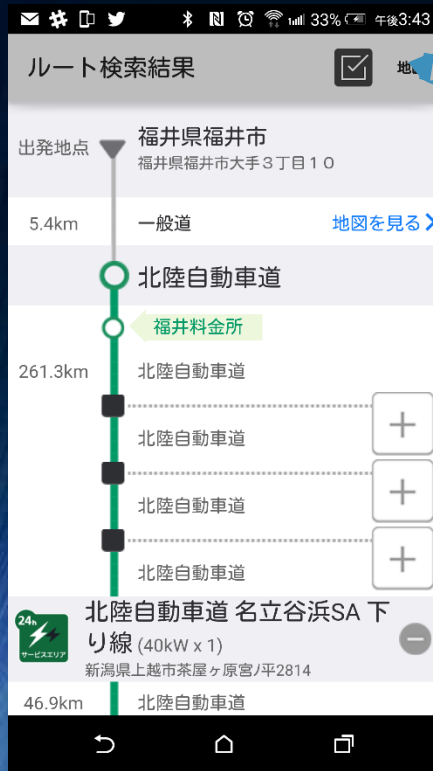 33% 午後3:43
ルート検索結果
出発地点
福井県福井市
福井県福井市大手3丁目10
5.4km
一般道
地図を見る
北陸自動車道
福井料金所
261.3km
北陸自動車道
北陸自動車道
北陸自動車道
北陸自動車道
24h
サービスエリア
北陸自動車道 名立谷浜SA 下
り線 (40kW x 1)
新潟県上越市茶屋ヶ原宮ノ平2814
46.9km
北陸自動車道